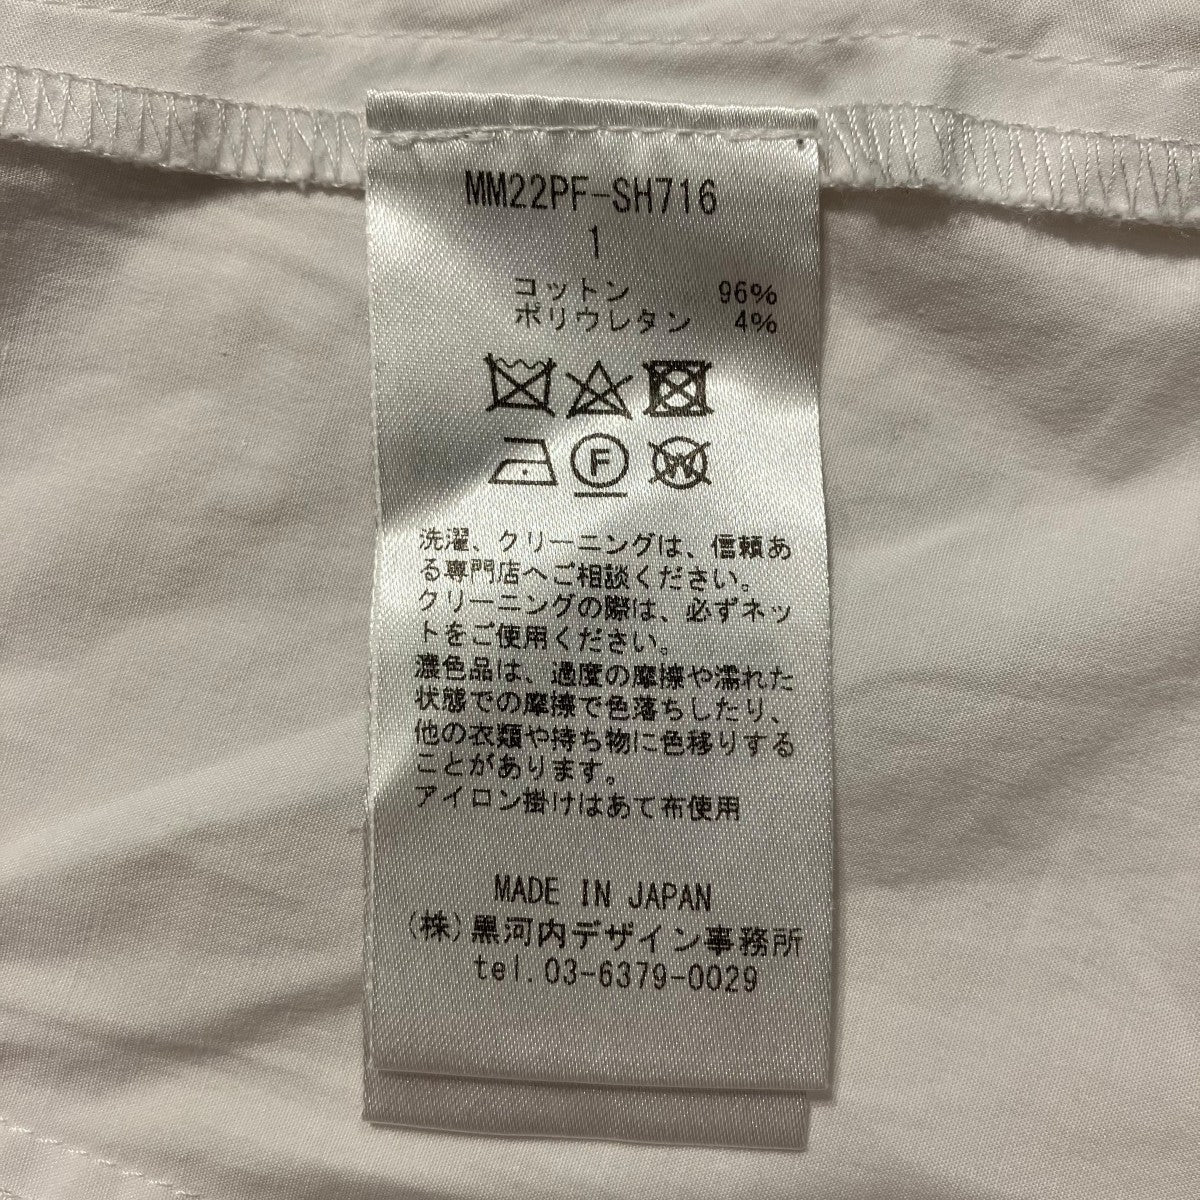 MM22PF-SH716
1
コットン 96%
ポリウレタン 4%
F
W
洗濯、クリーニングは、信頼あ
る専門店へご相談ください。
クリーニングの際は、必ずネッ
トをご使用ください。
濃色品は、過度の摩擦や濡れた
状態での摩擦で色落ちしたり、
他の衣類や持ち物に色移りする
ことがあります。
アイロン掛けはあて布使用
MADE IN JAPAN
(株)黒河内デザイン事務所
tel.03-6379-0029